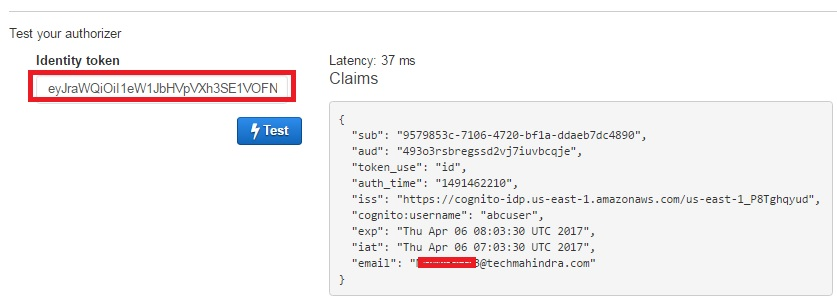 Test your authorizer
Identity token
eyJraWQiOiI1eW1JbHVpVXh3SE1VOFN
Test
Latency: 37 ms
Claims
{
"sub": "9579853c-7106-4720-bf1a-ddaeb7dc4890",
"aud": "493o3rsbregssd2vj7iuvbcqje",
"token_use": "id",
"auth_time": "1491462210",
"iss": "https://cognito-idp.us-east-1.amazonaws.com/us-east-1_P8Tghqyud",
"cognito:username": "abcuser",
"exp": "Thu Apr 06 08:03:30 UTC 2017",
"iat": "Thu Apr 06 07:03:30 UTC 2017",
"email": "@techmahindra.com"
}